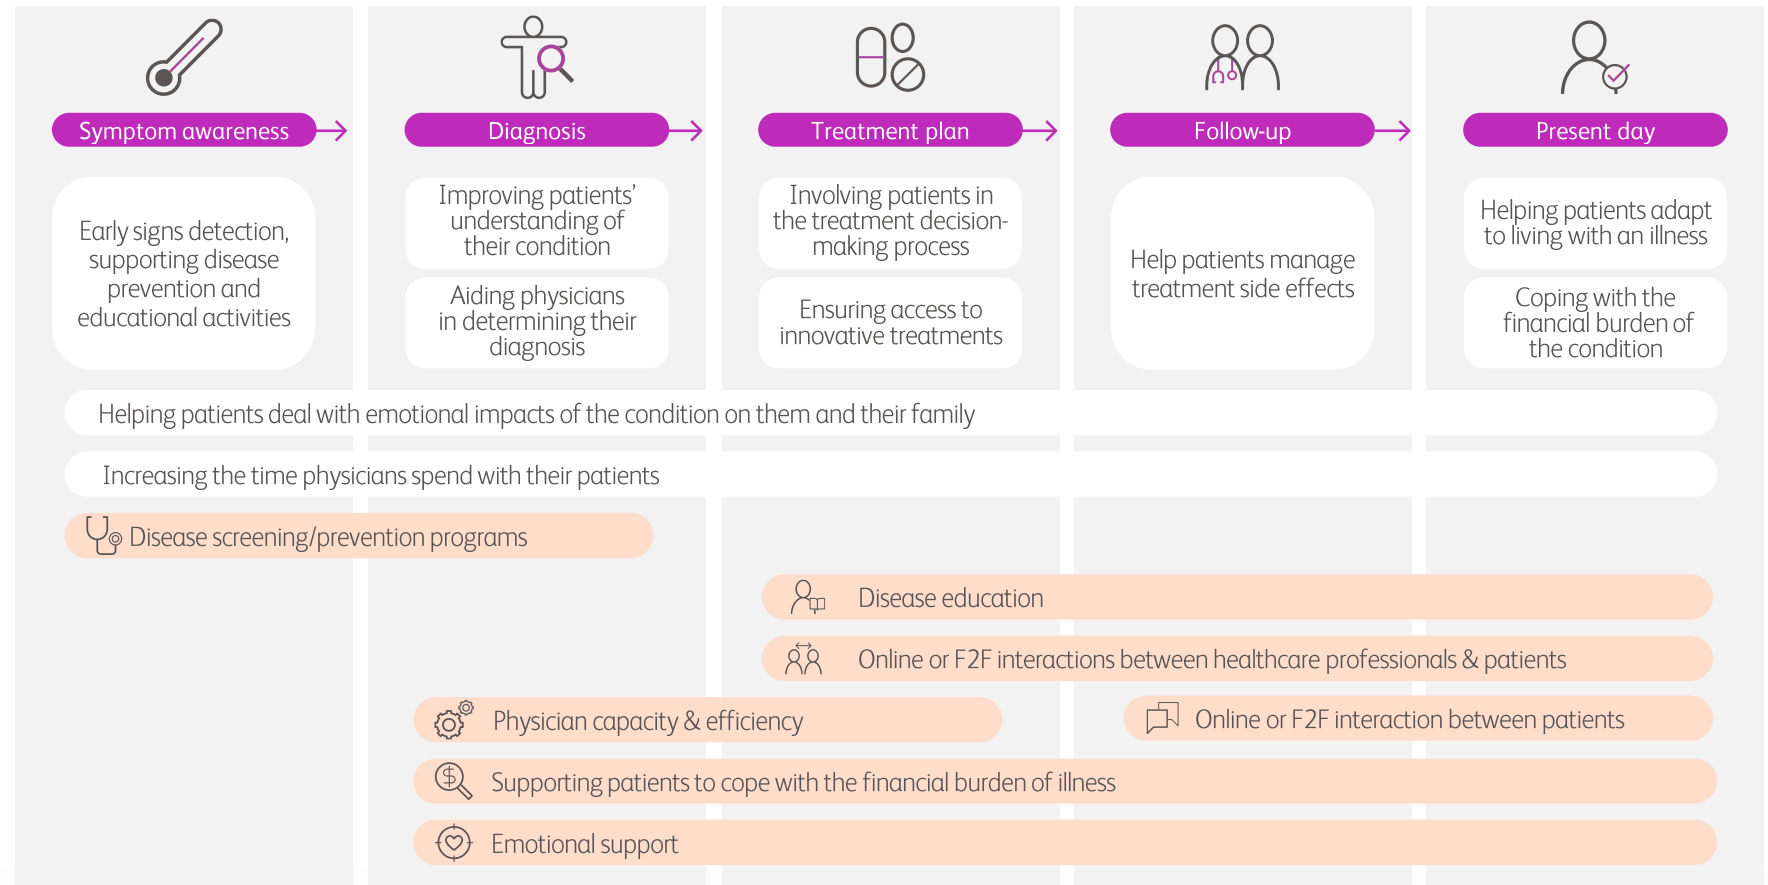 Symptom awareness
Diagnosis
Treatment plan
Follow-up
Present day
Early signs detection,
supporting disease
prevention and
educational activities
Improving patients’
understanding of
their condition
Aiding physicians
in determining their
diagnosis
Involving patients in
the treatment decision-
making process
Ensuring access to
innovative treatments
Help patients manage
treatment side effects
Helping patients adapt
to living with an illness
Coping with the
financial burden of
the condition
Helping patients deal with emotional impacts of the condition on them and their family
Increasing the time physicians spend with their patients
Disease screening/prevention programs
Disease education
Online or F2F interactions between healthcare professionals & patients
Physician capacity & efficiency
Online or F2F interaction between patients
$
Supporting patients to cope with the financial burden of illness
Emotional support